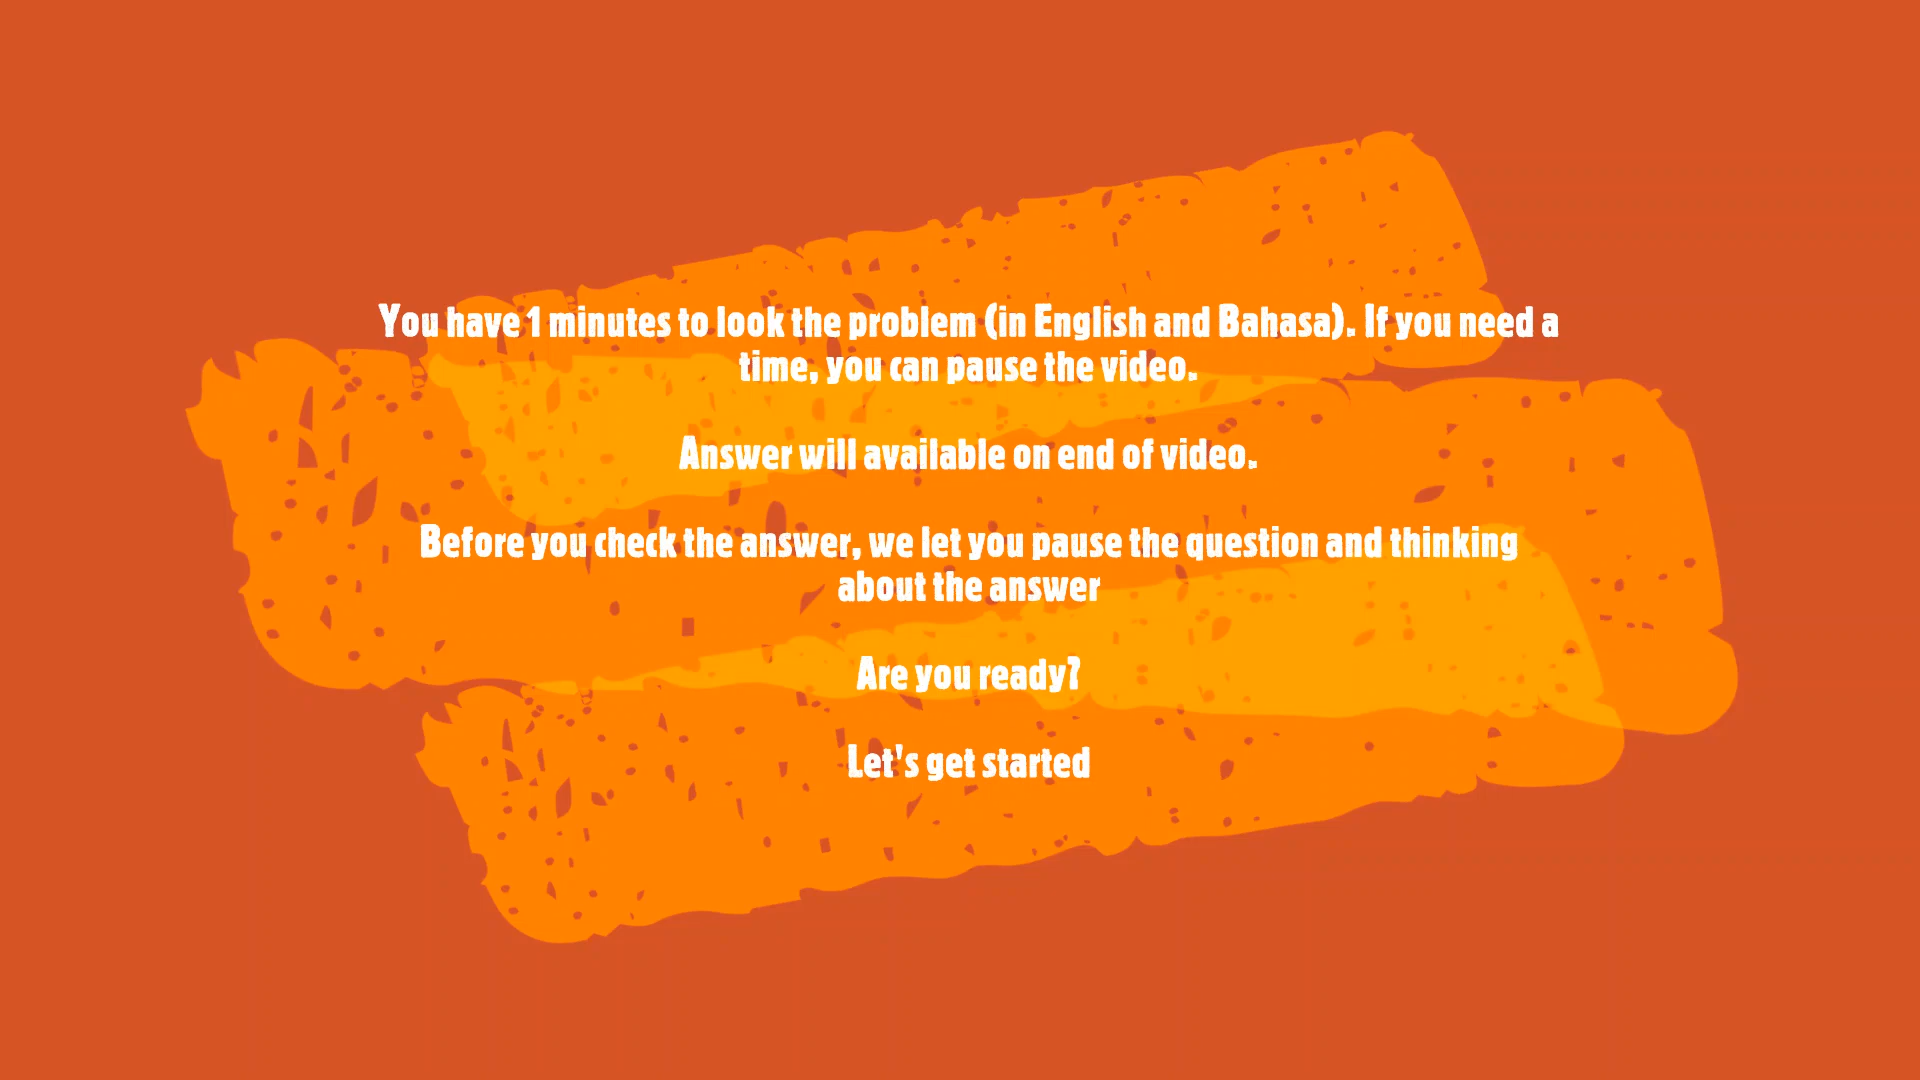 You have 1 minutes to look the problem (in English and Bahasa). If you need a
time, you can pause the video.
Answer will available on end of video.
Before you check the answer, we let you pause the question and thinking
about the answer
Are you ready?
Let's get started